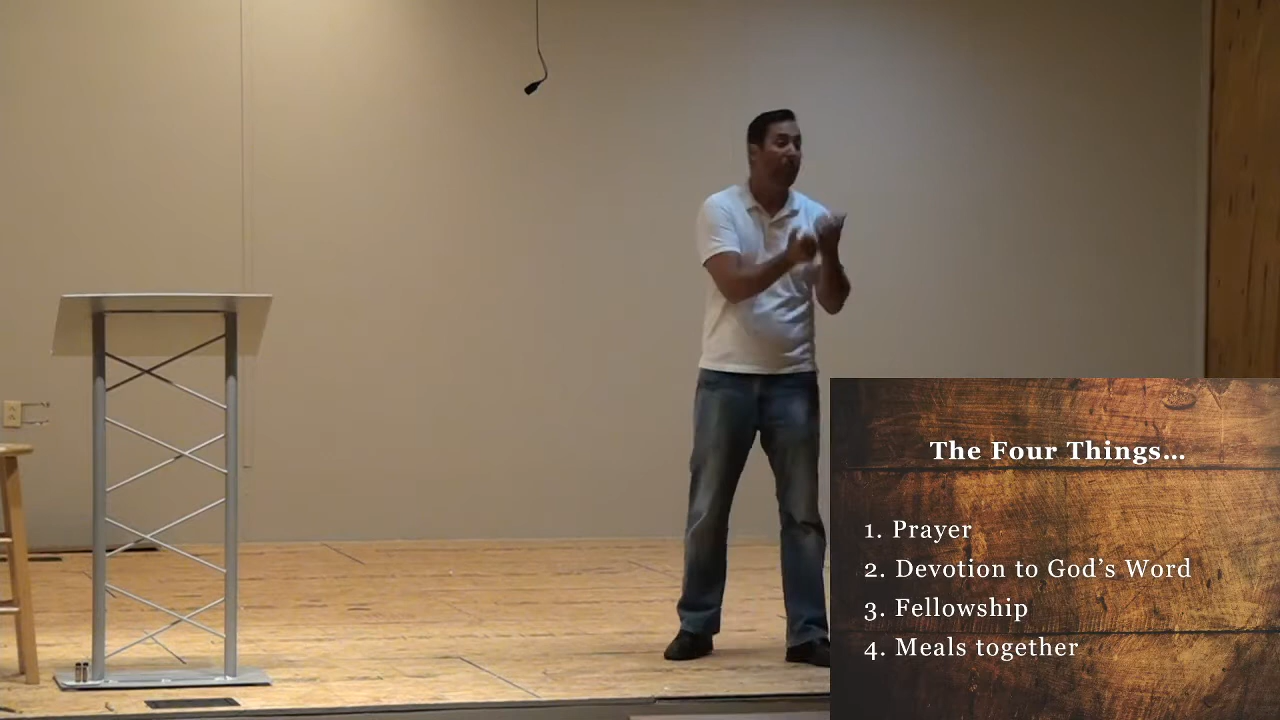 The Four Things...
1. Prayer
2. Devotion to God's Word
3. Fellowship
4. Meals together